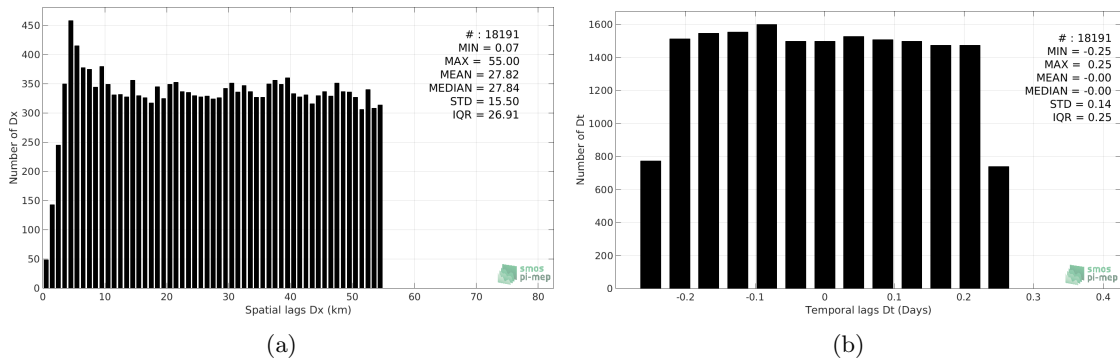 450
400
350
300
250
200
150
100
50
0
Number of Dx
# : 18191
MIN = 0.07
MAX = 55.00
MEAN = 27.82
MEDIAN = 27.84
STD = 15.50
IQR = 26.91
smos
pi-mep
0 10 20 30 40 50 60 70 80
Spatial lags Dx (km)
(a)
1600
1400
1200
1000
800
600
400
200
0
Number of Dt
# : 18191
MIN = -0.25
MAX = 0.25
MEAN = -0.00
MEDIAN = -0.00
STD = 0.14
IQR = 0.25
smos
pi-mep
-0.2 -0.1 0 0.1 0.2 0.3 0.4
Temporal lags Dt (Days)
(b)